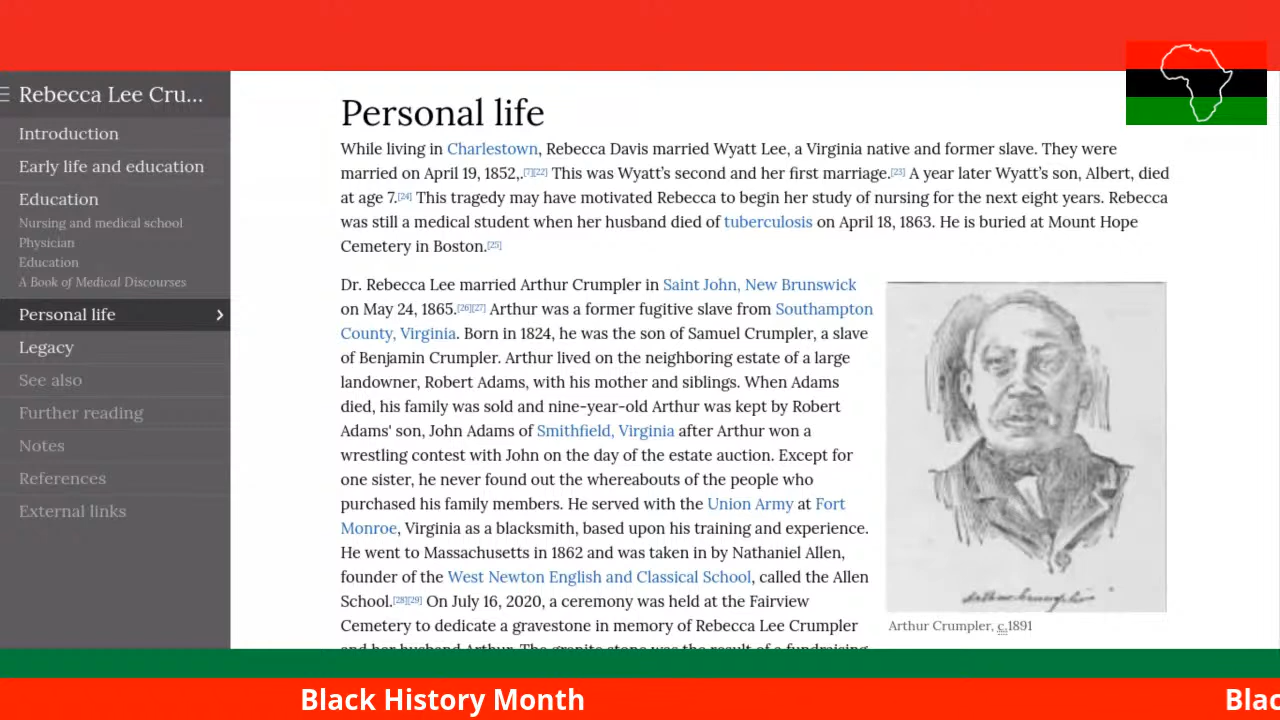 Rebecca Lee Cru...
Introduction
Early life and education
Education
Nursing and medical school
Physician
Education
A Book of Medical Discourses
Personal life
Legacy
See also
Further reading
Notes
References
External links
Personal life
While living in Charlestown, Rebecca Davis married Wyatt Lee, a Virginia native and former slave. They were
married on April 19, 1852,.[7][22] This was Wyatt's second and her first marriage.[23] A year later Wyatt's son, Albert, died
at age 7.[24] This tragedy may have motivated Rebecca to begin her study of nursing for the next eight years. Rebecca
was still a medical student when her husband died of tuberculosis on April 18, 1863. He is buried at Mount Hope
Cemetery in Boston.[25]
Dr. Rebecca Lee married Arthur Crumpler in Saint John, New Brunswick
on May 24, 1865.[26][27] Arthur was a former fugitive slave from Southampton
County, Virginia. Born in 1824, he was the son of Samuel Crumpler, a slave
of Benjamin Crumpler. Arthur lived on the neighboring estate of a large
landowner, Robert Adams, with his mother and siblings. When Adams
died, his family was sold and nine-year-old Arthur was kept by Robert
Adams' son, John Adams of Smithfield, Virginia after Arthur won a
wrestling contest with John on the day of the estate auction. Except for
one sister, he never found out the whereabouts of the people who
purchased his family members. He served with the Union Army at Fort
Monroe, Virginia as a blacksmith, based upon his training and experience.
He went to Massachusetts in 1862 and was taken in by Nathaniel Allen,
founder of the West Newton English and Classical School, called the Allen
School.[28][29] On July 16, 2020, a ceremony was held at the Fairview
Cemetery to dedicate a gravestone in memory of Rebecca Lee Crumpler
and her husband Arthur. The granite stone was the result of a fundraising
Arthur Crumpler, c.1891
Black History Month
Blac